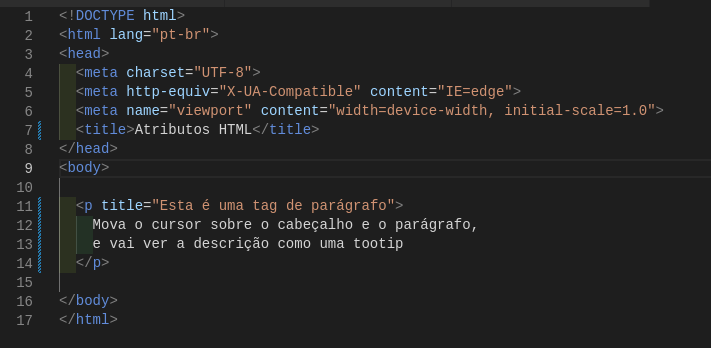 1 <!DOCTYPE html>
2 <html lang="pt-br">
3 <head>
4 <meta charset="UTF-8">
5 <meta http-equiv="X-UA-Compatible" content="IE=edge">
6 <meta name="viewport" content="width=device-width, initial-scale=1.0">
7 <title>Atributos HTML</title>
8 </head>
9 <body>
10
11 <p title="Esta é uma tag de parágrafo">
12 Mova o cursor sobre o cabeçalho e o parágrafo,
13 e vai ver a descrição como uma tootip
14 </p>
15
16 </body>
17 </html>